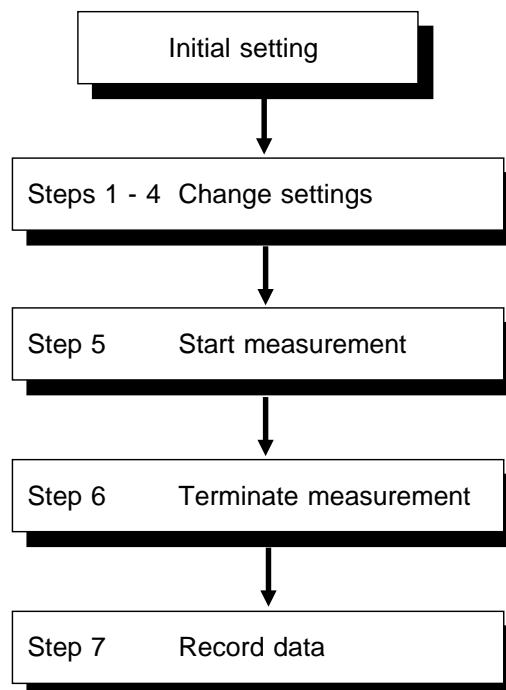 Initial setting
Steps 1 - 4 Change settings
Step 5 Start measurement
Step 6 Terminate measurement
Step 7 Record data